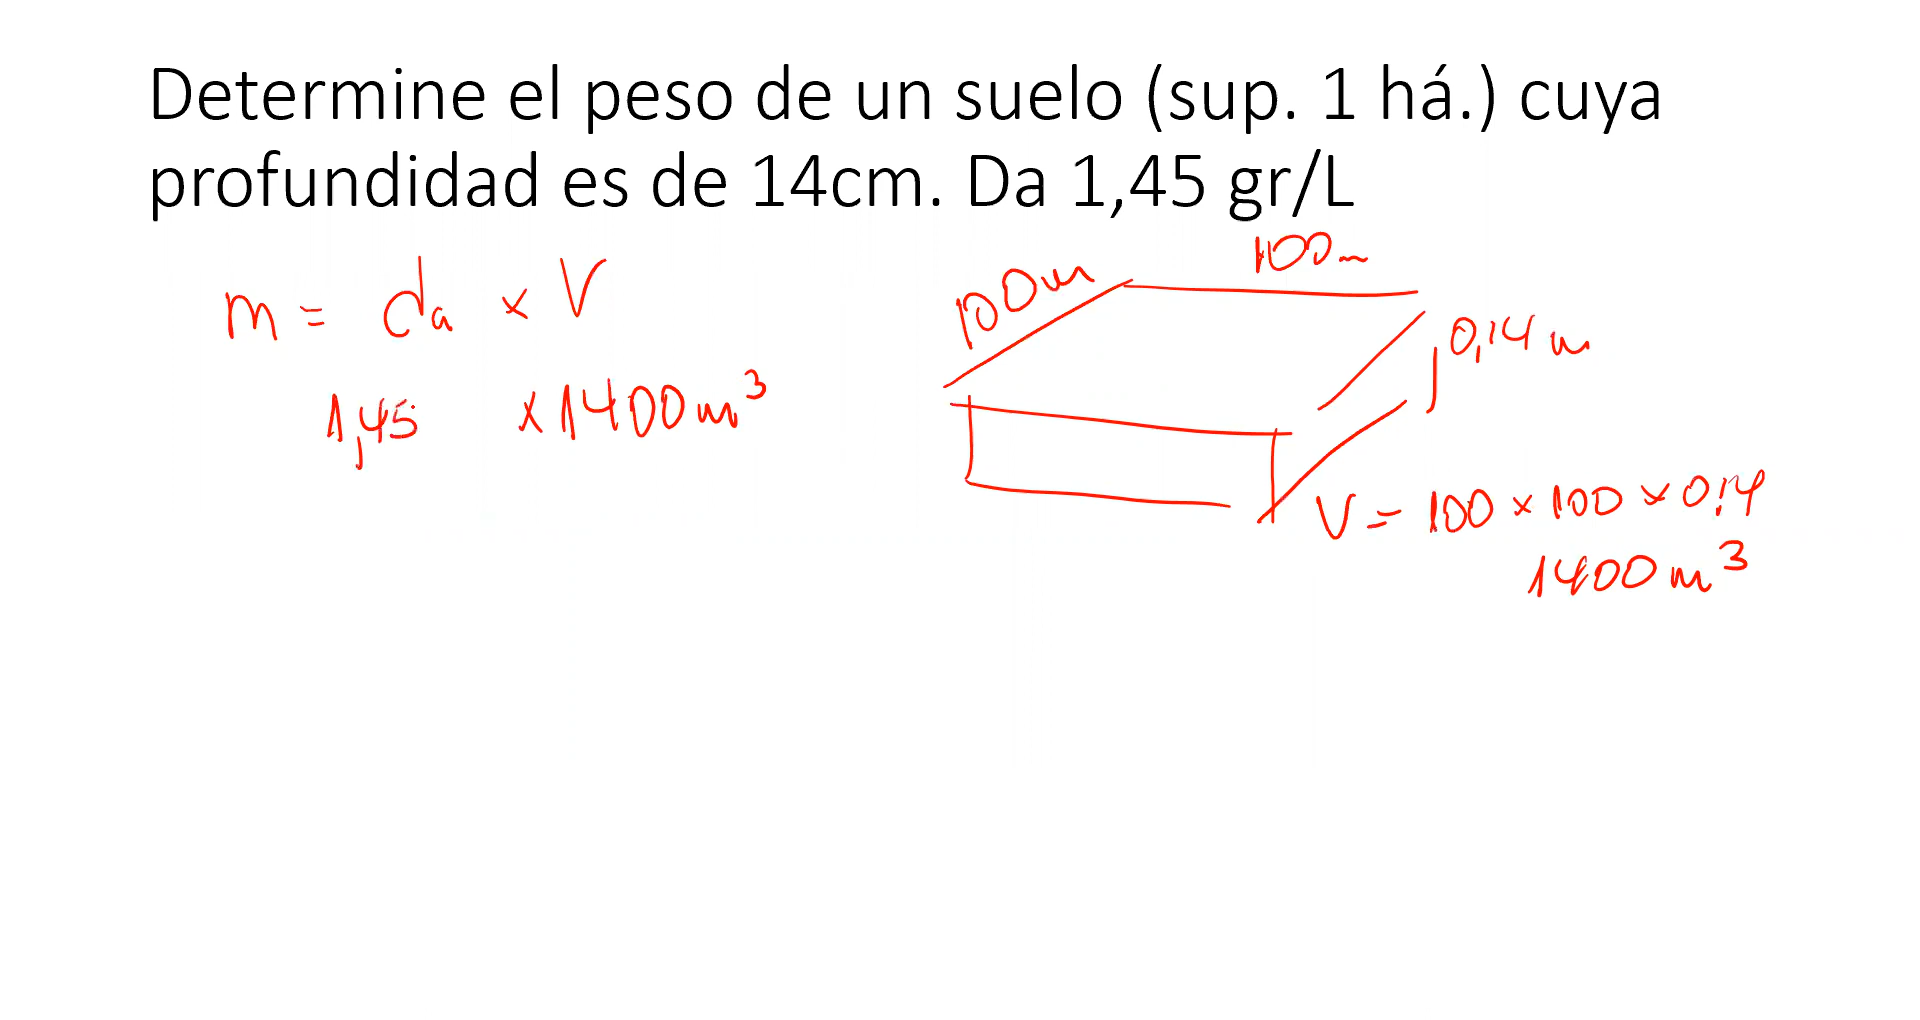 Determine el peso de un suelo (sup. 1 há.) cuya
profundidad es de 14cm. Da 1,45 gr/L
m = da x V
1,45 x 1400 m³
100m
100m
0,14 m
V = 100 x 100 x 0,14
1400 m³